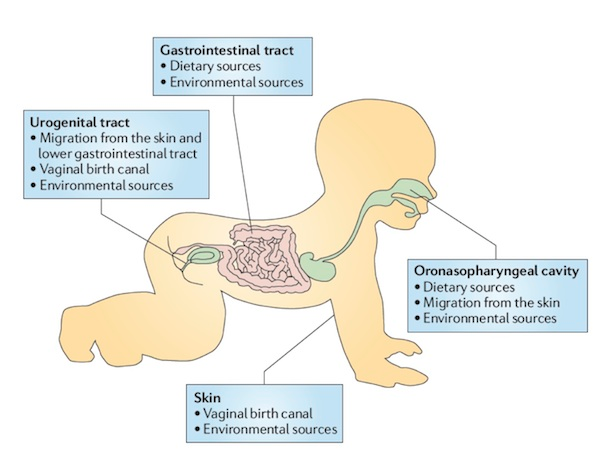 Gastrointestinal tract
• Dietary sources
• Environmental sources
Urogenital tract
• Migration from the skin and
lower gastrointestinal tract
• Vaginal birth canal
• Environmental sources
Oronasopharyngeal cavity
• Dietary sources
• Migration from the skin
• Environmental sources
Skin
• Vaginal birth canal
• Environmental sources